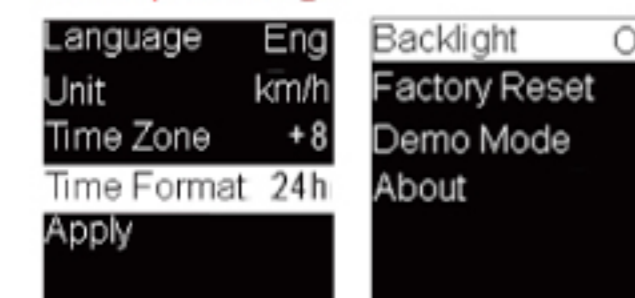 Language Eng
Unit km/h
Time Zone +8
Time Format 24h
Apply
Backlight
Factory Reset
Demo Mode
About